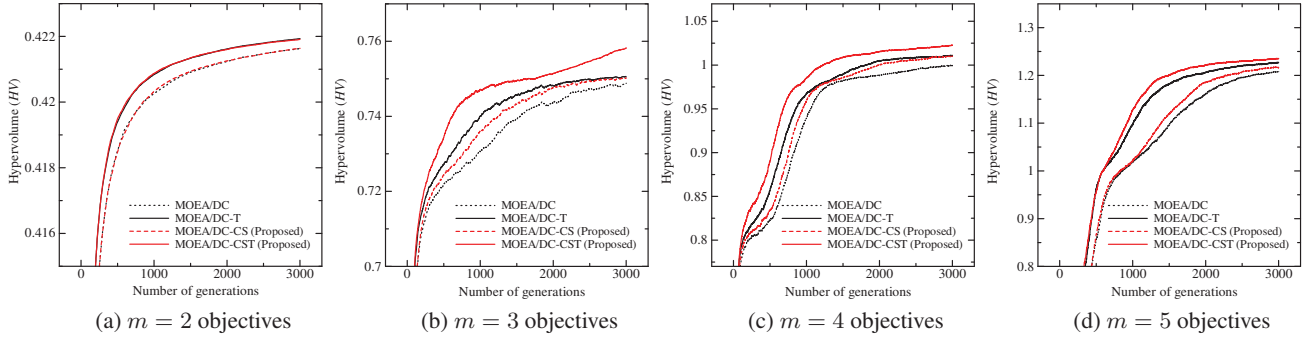 0.422
0.42
0.418
0.416
Hypervolume (HV)
MOEA/DC
MOEA/DC-T
MOEA/DC-CS (Proposed)
MOEA/DC-CST (Proposed)
0 1000 2000 3000
Number of generations
(a) m = 2 objectives
0.76
0.74
0.72
0.7
Hypervolume (HV)
MOEA/DC
MOEA/DC-T
MOEA/DC-CS (Proposed)
MOEA/DC-CST (Proposed)
0 1000 2000 3000
Number of generations
(b) m = 3 objectives
1.05
1
0.95
0.9
0.85
0.8
Hypervolume (HV)
MOEA/DC
MOEA/DC-T
MOEA/DC-CS (Proposed)
MOEA/DC-CST (Proposed)
0 1000 2000 3000
Number of generations
(c) m = 4 objectives
1.3
1.2
1.1
1
0.9
0.8
Hypervolume (HV)
MOEA/DC
MOEA/DC-T
MOEA/DC-CS (Proposed)
MOEA/DC-CST (Proposed)
0 1000 2000 3000
Number of generations
(d) m = 5 objectives